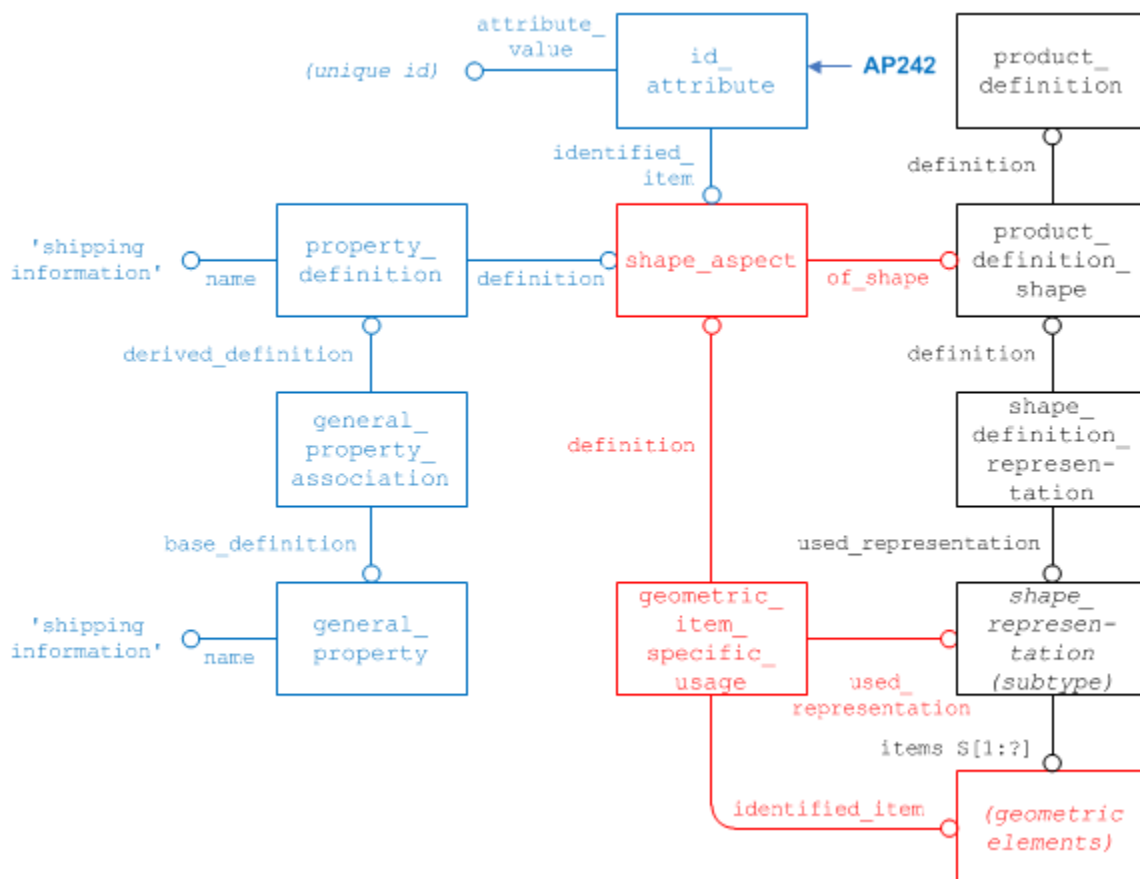 attribute_
value
(unique id)
id_
attribute
AP242
product_
definition
identified_
item
definition
'shipping
information'
name
property_
definition
definition
shape_aspect
of_shape
product_
definition_
shape
derived_definition
definition
general_
property_
association
definition
shape_
definition_
represen-
tation
base_definition
used_representation
'shipping
information'
name
general_
property
geometric_
item_
specific_
usage
used_
representation
shape_
represen-
tation
(subtype)
items S[1:?]
identified_item
(geometric
elements)